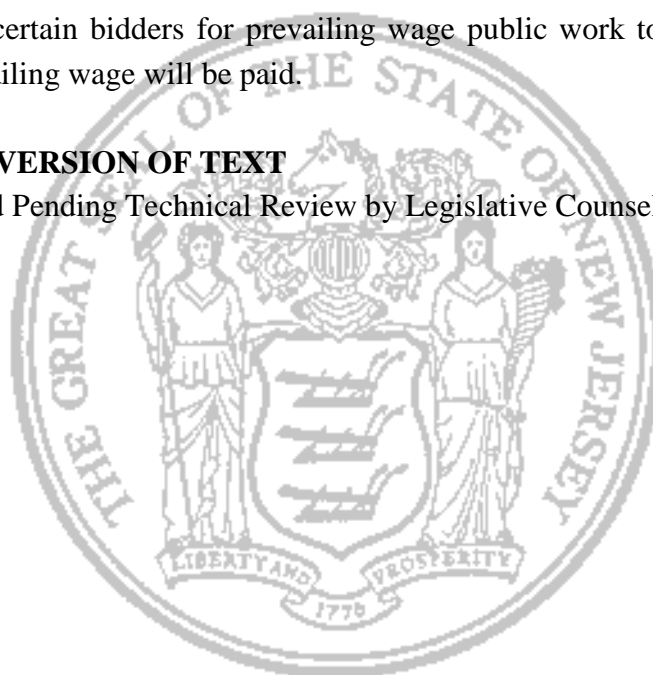 certain bidders for prevailing wage public work to
ailing wage will be paid.
VERSION OF TEXT
d Pending Technical Review by Legislative Counsel
THE GREAT SEAL OF THE STATE OF NEW JERSEY
LIBERTY AND PROSPERITY
1776